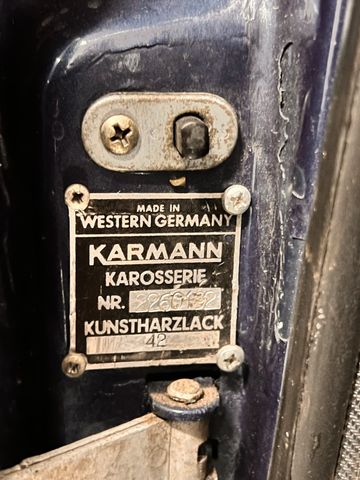 MADE IN
WESTERN GERMANY
KARMANN
KAROSSERIE
NR.
KUNSTHARZLACK
42